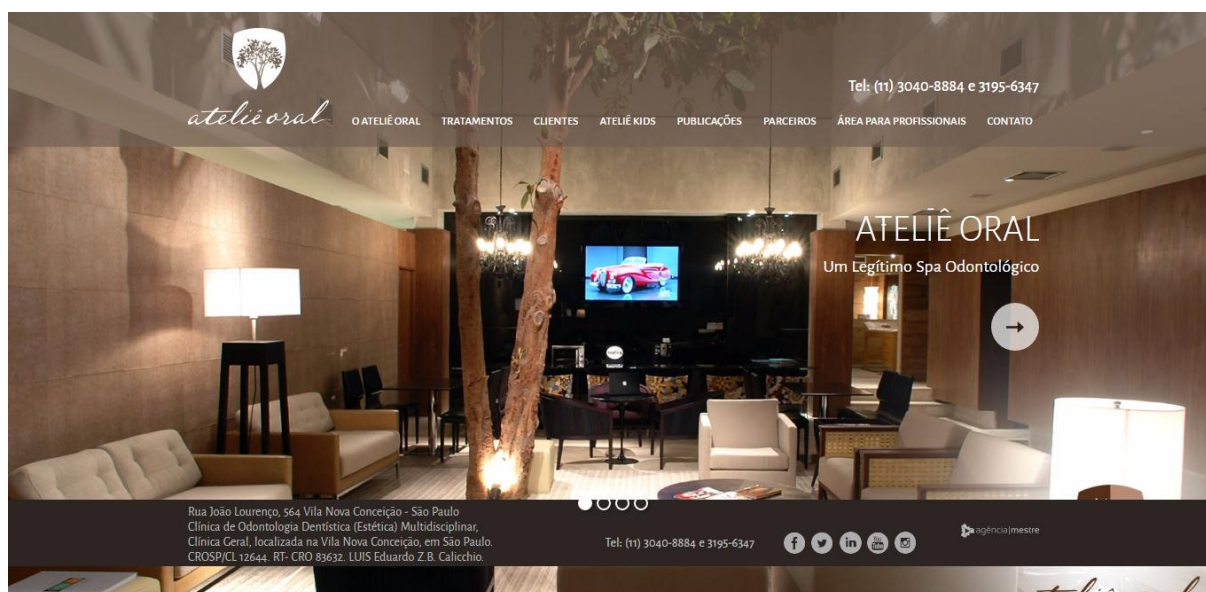 ateliê oral
Tel: (11) 3040-8884 e 3195-6347
O ATELIÊ ORAL TRATAMENTOS CLIENTES ATELIÊ KIDS PUBLICAÇÕES PARCEIROS ÁREA PARA PROFISSIONAIS CONTATO
ATELIÊ ORAL
Um Legítimo Spa Odontológico
Rua João Lourenço, 564 Vila Nova Conceição - São Paulo
Clínica de Odontologia Dentística (Estética) Multidisciplinar,
Clínica Geral, localizada na Vila Nova Conceição, em São Paulo.
CROSP/CL 12644. RT- CRO 83632. LUIS Eduardo Z.B. Calicchio.
Tel: (11) 3040-8884 e 3195-6347
f in You Tube
agência|mestre